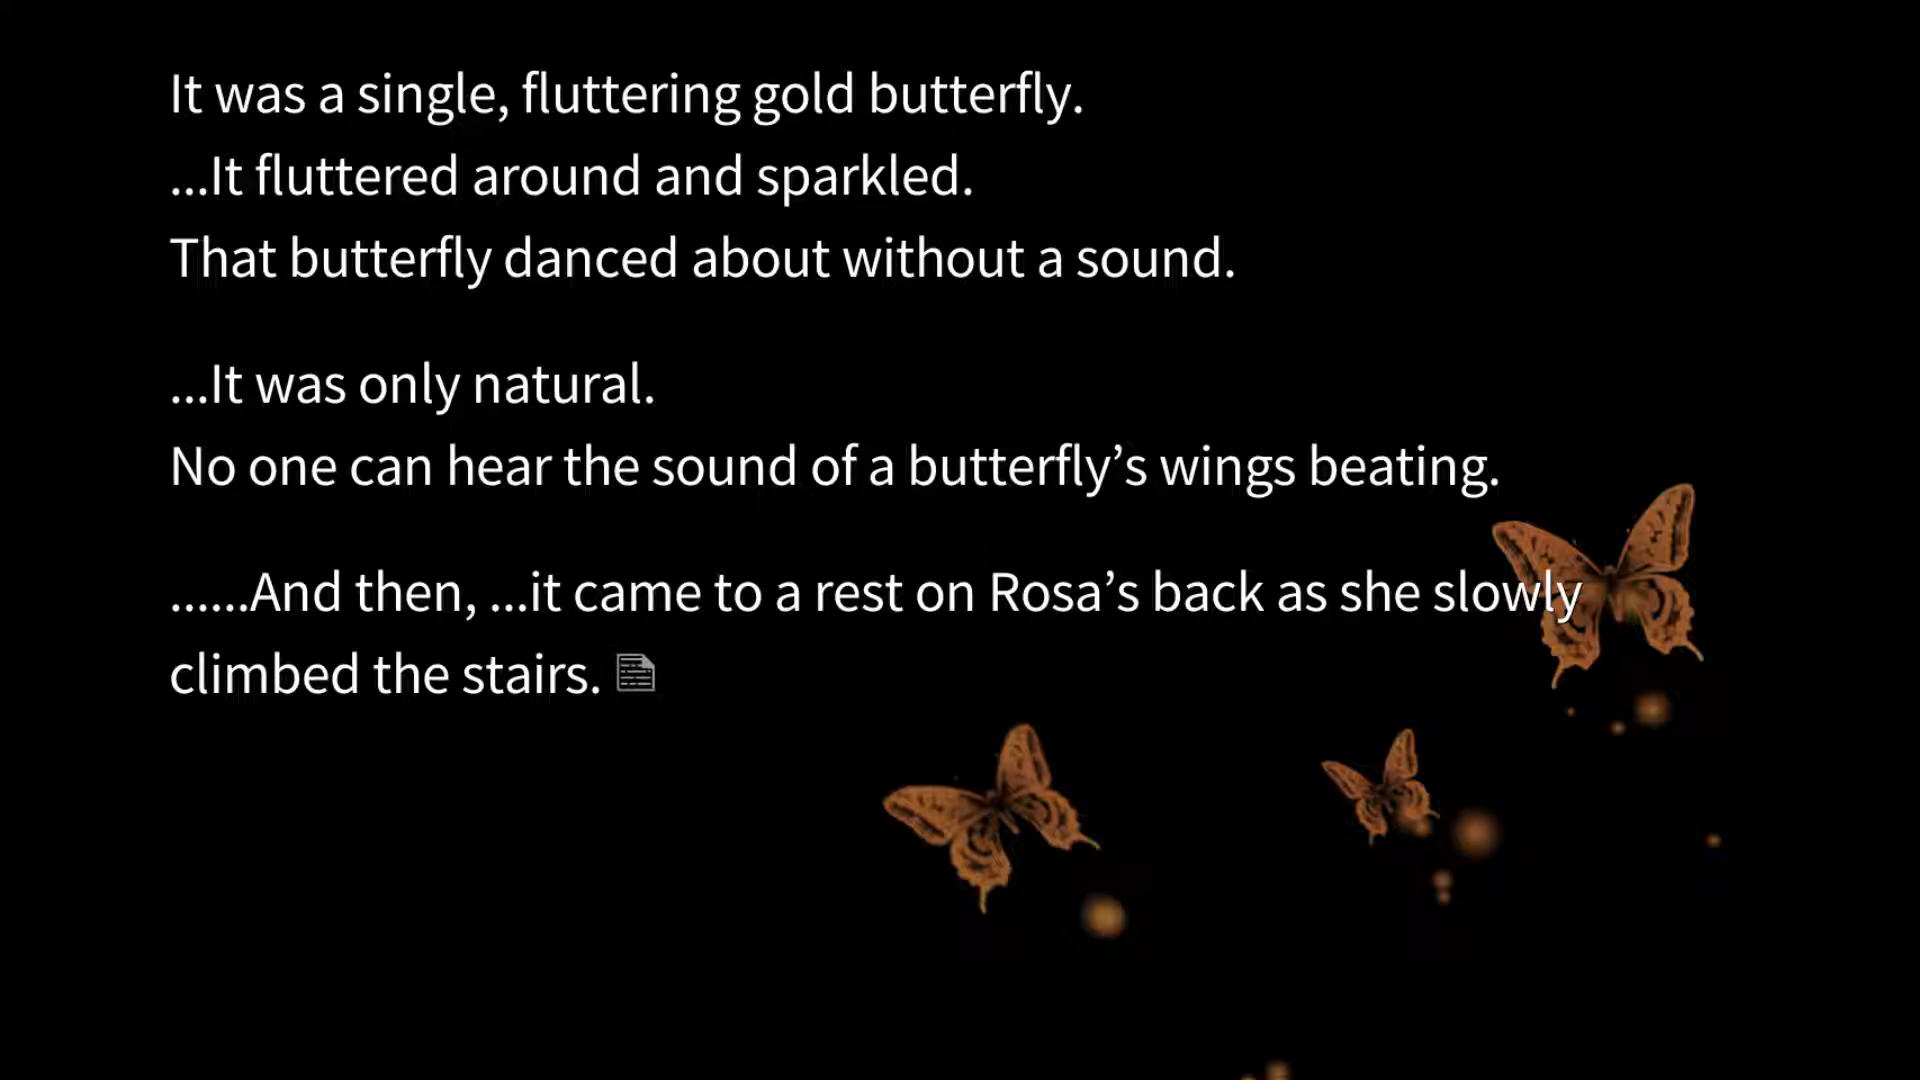 It was a single, fluttering gold butterfly.
...It fluttered around and sparkled.
That butterfly danced about without a sound.
...It was only natural.
No one can hear the sound of a butterfly’s wings beating.
......And then, ...it came to a rest on Rosa’s back as she slowly
climbed the stairs.